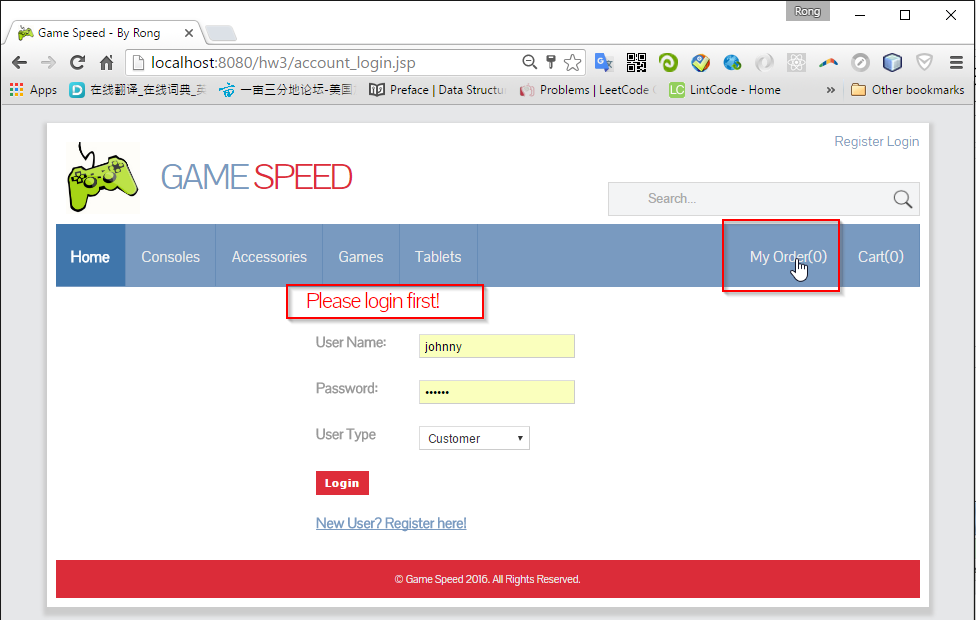 Rong
Game Speed - By Rong
localhost:8080/hw3/account_login.jsp
Apps
在线翻译_在线词典_
一亩三分地论坛-美国
Preface | Data Structu
Problems | LeetCode
LC LintCode - Home
»
Other bookmarks
Register Login
GAME SPEED
Search...
Home Consoles Accessories Games Tablets My Order(0) Cart(0)
Please login first!
User Name: johnny
Password: ••••••
User Type Customer
Login
New User? Register here!
© Game Speed 2016. All Rights Reserved.